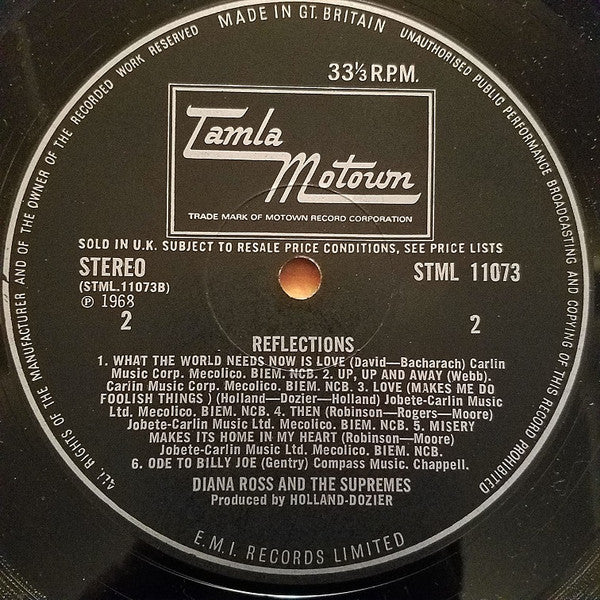 MADE IN GT. BRITAIN
UNAUTHORISED PUBLIC PERFORMANCE BROADCASTING AND COPYING OF THIS RECORD PROHIBITED
ALL RIGHTS OF THE MANUFACTURER AND OF THE OWNER OF THE RECORDED WORK RESERVED
33⅓ R.P.M.
Tamla
Motown
TRADE MARK OF MOTOWN RECORD CORPORATION
SOLD IN U.K. SUBJECT TO RESALE PRICE CONDITIONS, SEE PRICE LISTS
STEREO STML 11073
(STML.11073B)
℗ 1968
2 2
REFLECTIONS
1. WHAT THE WORLD NEEDS NOW IS LOVE (David—Bacharach) Carlin
Music Corp. Mecolico. BIEM. NCB. 2. UP, UP AND AWAY (Webb).
Carlin Music Corp. Mecolico. BIEM. NCB. 3. LOVE (MAKES ME DO
FOOLISH THINGS ) (Holland—Dozier—Holland) Jobete-Carlin Music
Ltd. Mecolico. BIEM. NCB. 4. THEN (Robinson—Rogers—Moore)
Jobete-Carlin Music Ltd. Mecolico. BIEM. NCB. 5. MISERY
MAKES ITS HOME IN MY HEART (Robinson—Moore)
Jobete-Carlin Music Ltd. Mecolico. BIEM. NCB.
6. ODE TO BILLY JOE (Gentry) Compass Music. Chappell.
DIANA ROSS AND THE SUPREMES
Produced by HOLLAND-DOZIER
E.M.I. RECORDS LIMITED